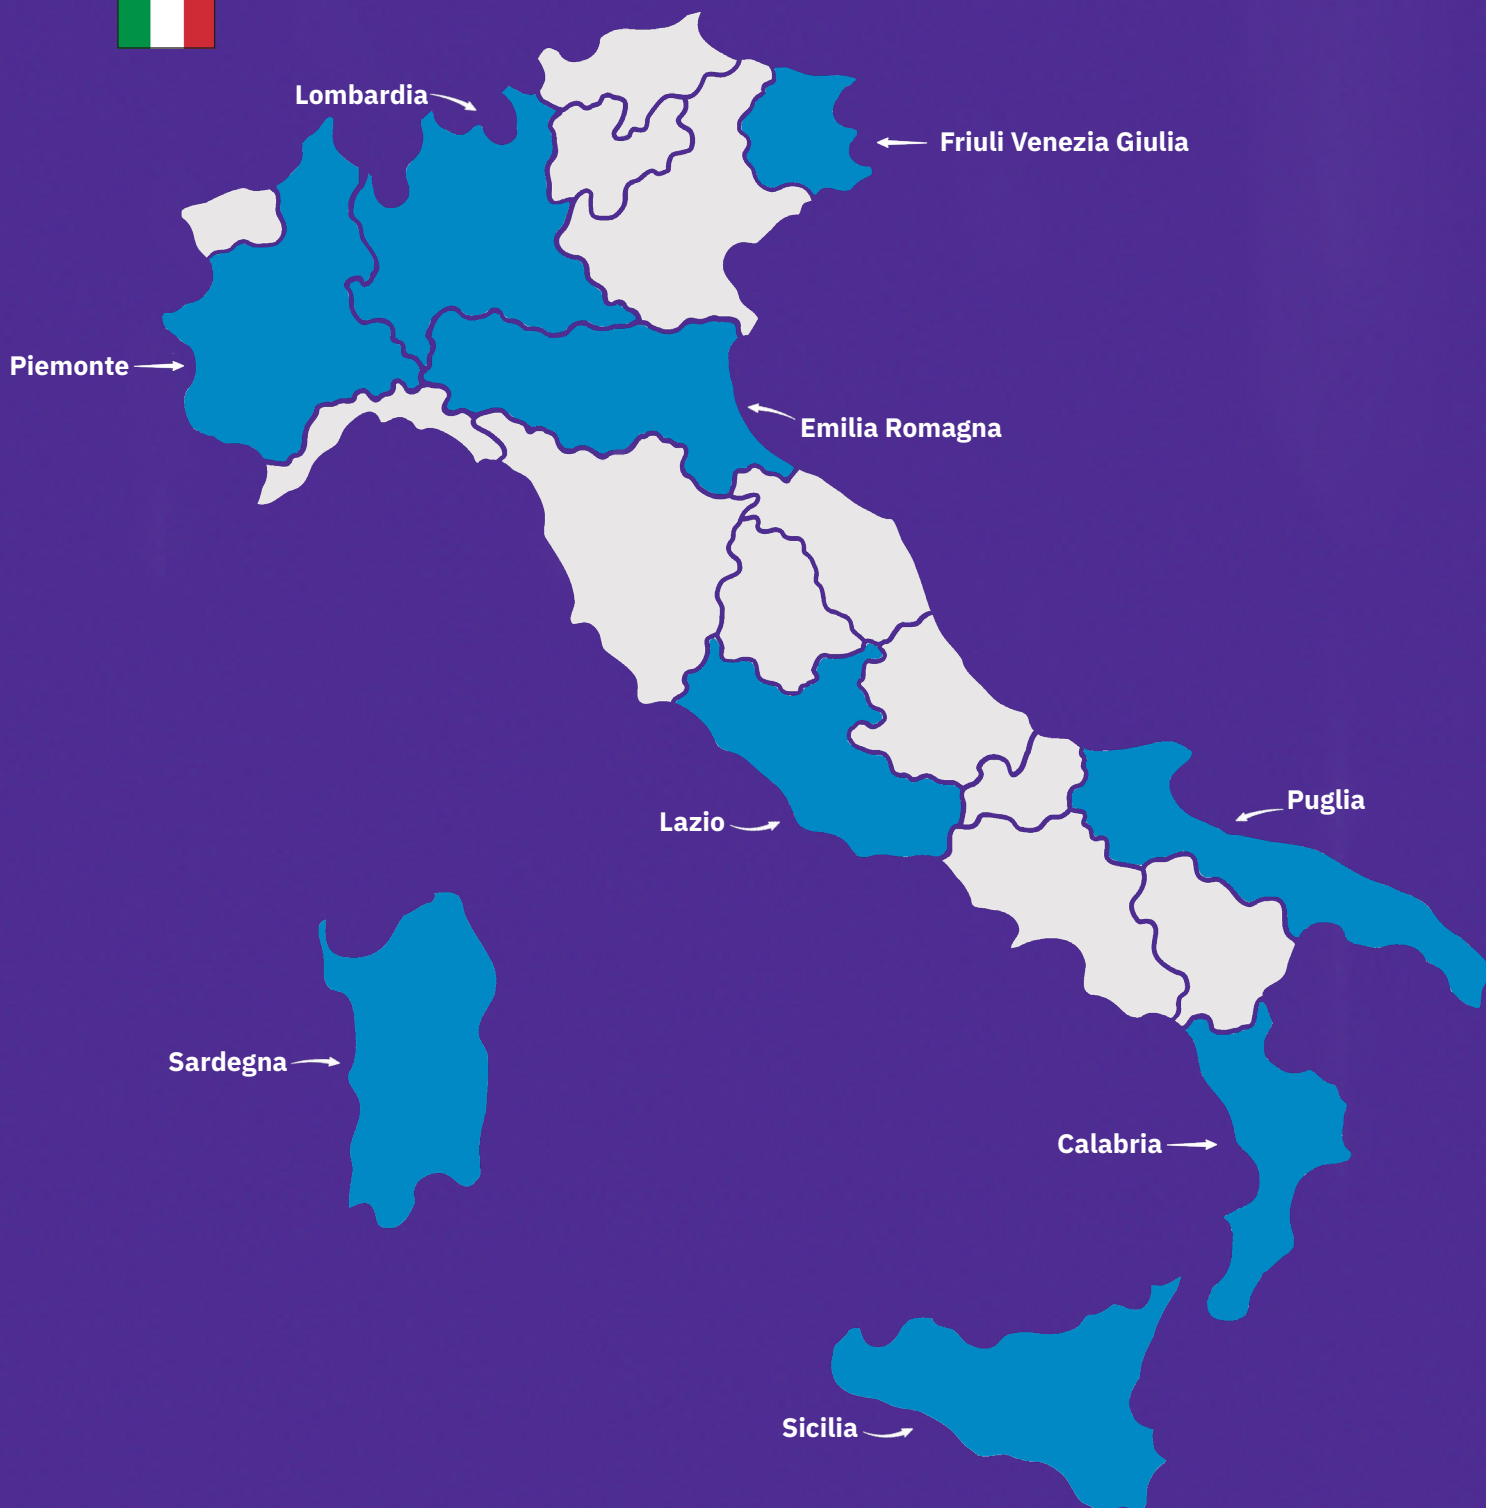 Lombardia
Friuli Venezia Giulia
Piemonte
Emilia Romagna
Puglia
Lazio
Sardegna
Calabria
Sicilia